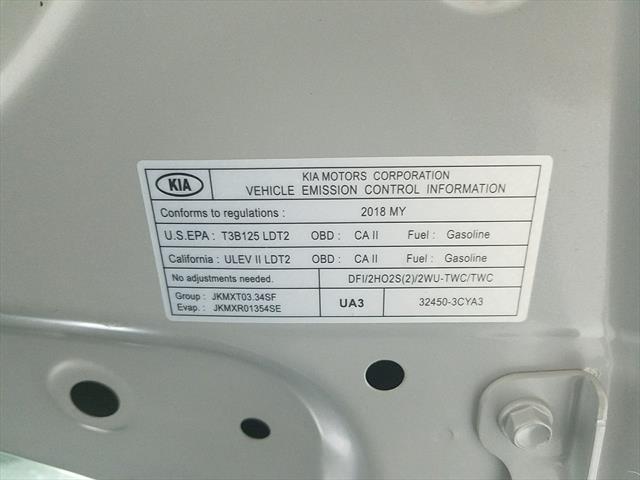 KIA
KIA MOTORS CORPORATION
VEHICLE EMISSION CONTROL INFORMATION
Conforms to regulations : 2018 MY
U.S.EPA : T3B125 LDT2 OBD : CA II Fuel : Gasoline
California : ULEV II LDT2 OBD : CA II Fuel : Gasoline
No adjustments needed. DFI/2HO2S(2)/2WU-TWC/TWC
Group : JKMXT03.34SF
Evap. : JKMXR01354SE
UA3 32450-3CYA3